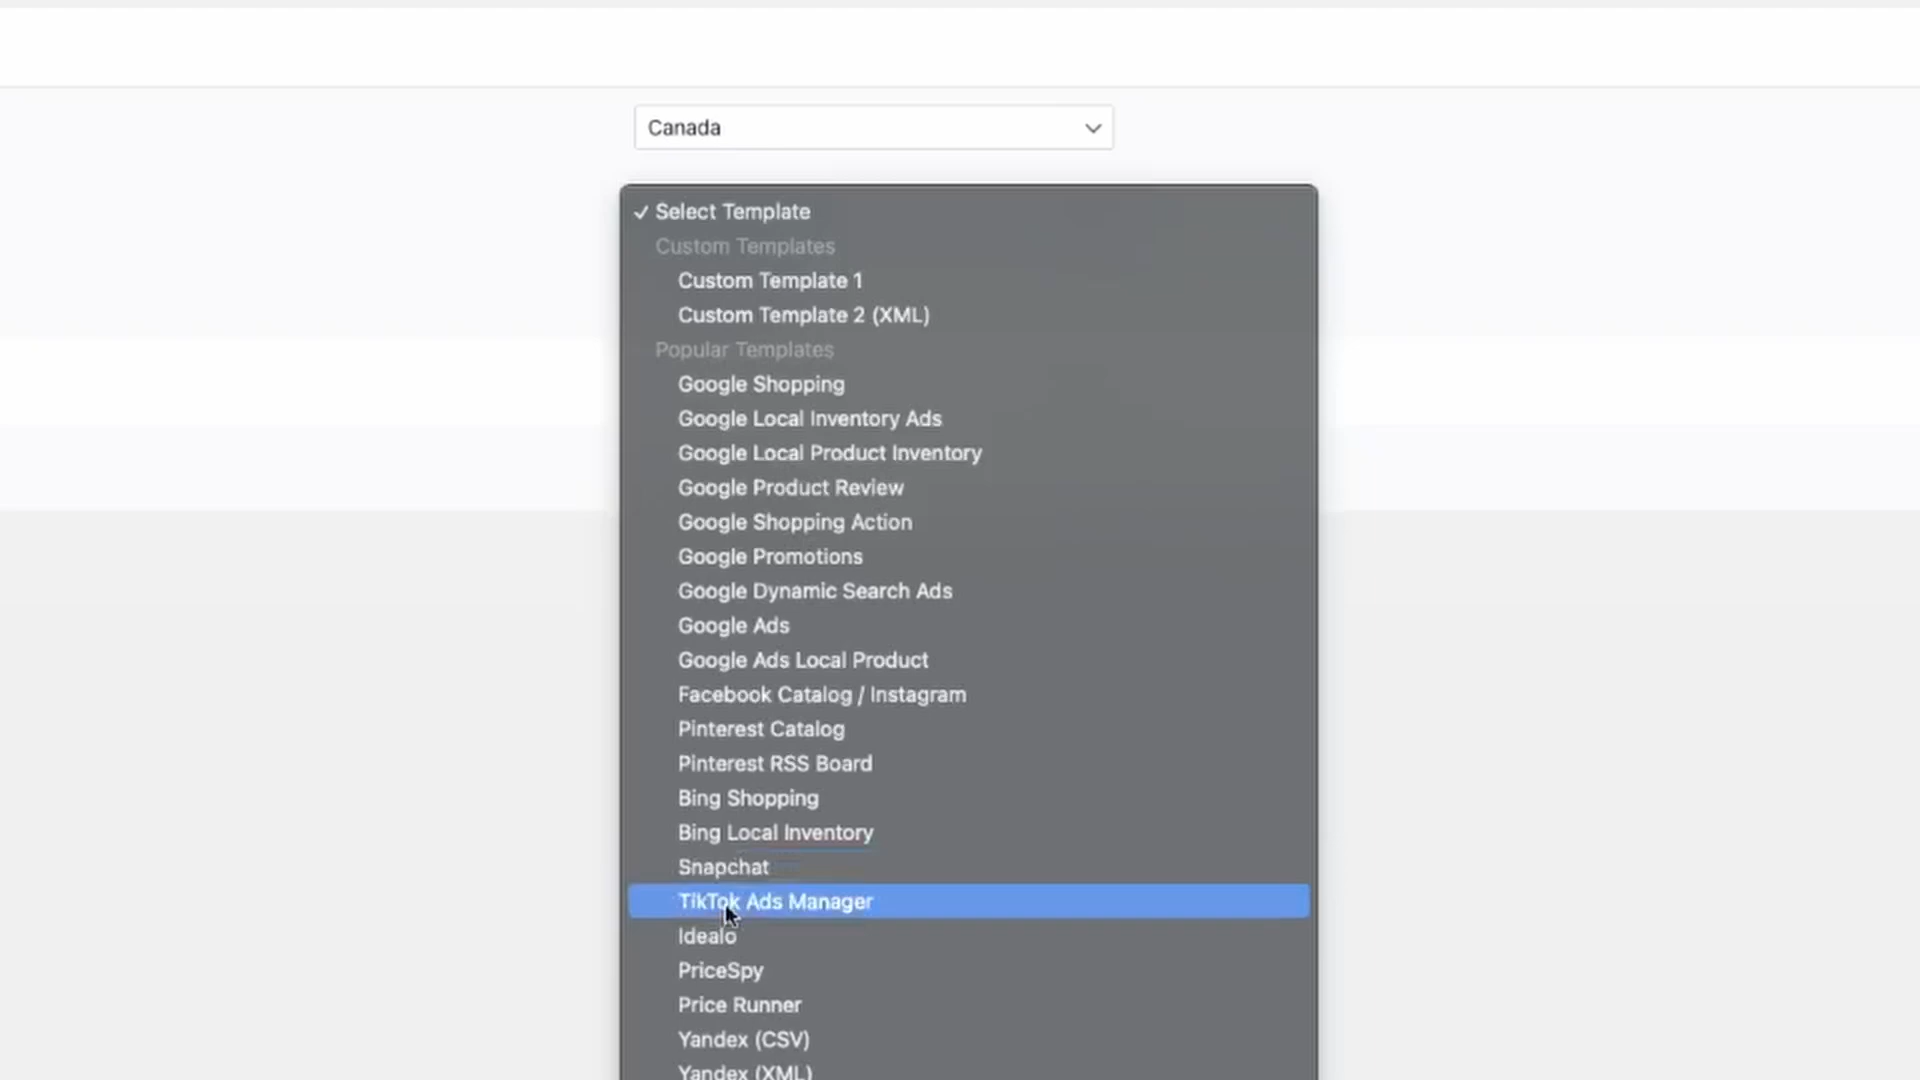 Canada
✓ Select Template
Custom Templates
Custom Template 1
Custom Template 2 (XML)
Popular Templates
Google Shopping
Google Local Inventory Ads
Google Local Product Inventory
Google Product Review
Google Shopping Action
Google Promotions
Google Dynamic Search Ads
Google Ads
Google Ads Local Product
Facebook Catalog / Instagram
Pinterest Catalog
Pinterest RSS Board
Bing Shopping
Bing Local Inventory
Snapchat
TikTok Ads Manager
Idealo
PriceSpy
Price Runner
Yandex (CSV)
Yandex (XML)